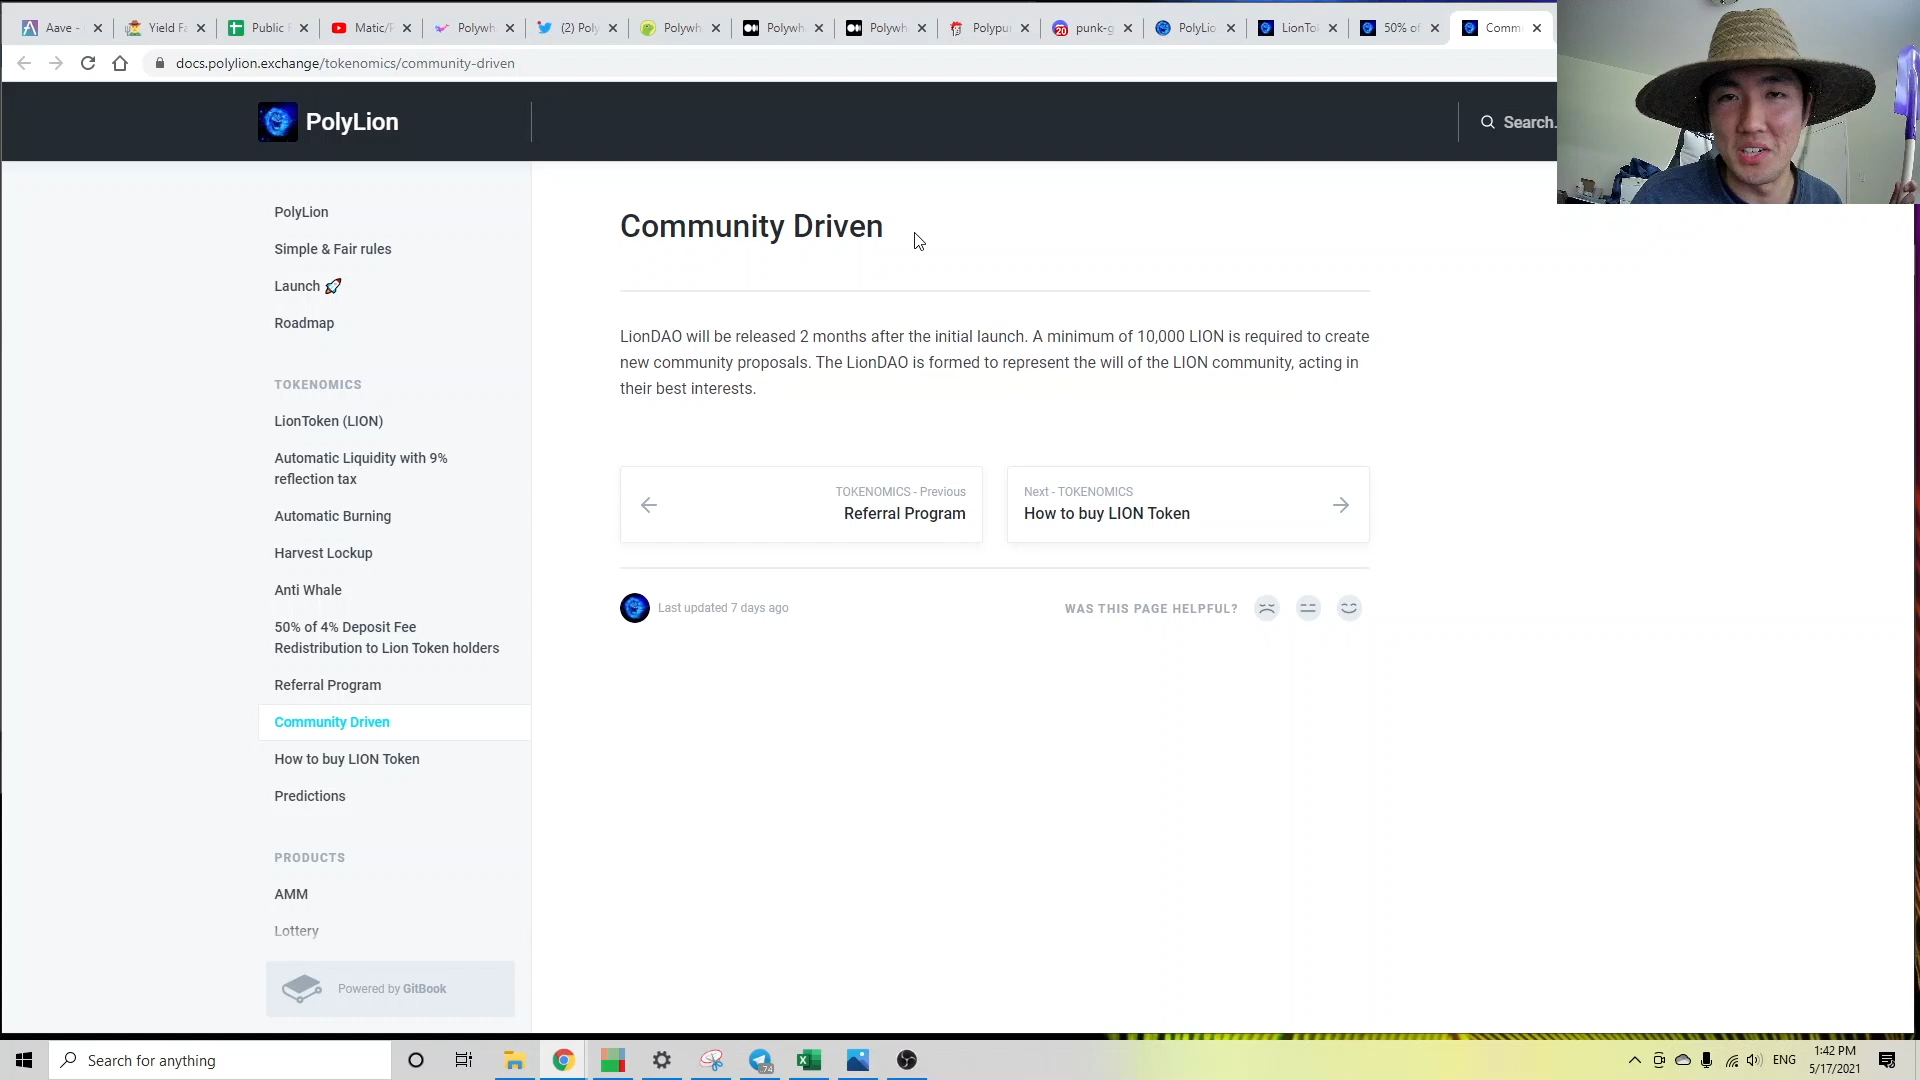 Aave -
Yield Fa
Public
Matic/
Polywh
(2) Poly
Polywh
Polywh
Polywh
Polypu
20
punk-g
PolyLio
LionTo
50% of
Comm
docs.polylion.exchange/tokenomics/community-driven
PolyLion
Search.
PolyLion
Simple & Fair rules
Launch 🚀
Roadmap
TOKENOMICS
LionToken (LION)
Automatic Liquidity with 9%
reflection tax
Automatic Burning
Harvest Lockup
Anti Whale
50% of 4% Deposit Fee
Redistribution to Lion Token holders
Referral Program
Community Driven
How to buy LION Token
Predictions
PRODUCTS
AMM
Lottery
Powered by GitBook
Community Driven
LionDAO will be released 2 months after the initial launch. A minimum of 10,000 LION is required to create
new community proposals. The LionDAO is formed to represent the will of the LION community, acting in
their best interests.
TOKENOMICS - Previous
Referral Program
Next - TOKENOMICS
How to buy LION Token
Last updated 7 days ago
WAS THIS PAGE HELPFUL?
Search for anything
74
ENG
1:42 PM
5/17/2021